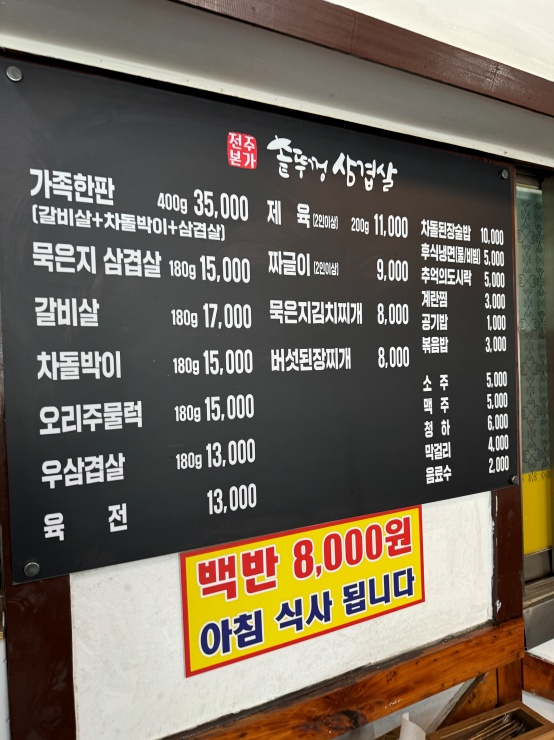 전주
본가
솥뚜껑 삼겹살
가족한판 400g 35,000
(갈비살+차돌박이+삼겹살)
묵은지 삼겹살 180g 15,000
갈비살 180g 17,000
차돌박이 180g 15,000
오리주물럭 180g 15,000
우삼겹살 180g 13,000
육 전 13,000
제 육 (2인이상) 200g 11,000
짜글이 (2인이상) 9,000
묵은지김치찌개 8,000
버섯된장찌개 8,000
차돌된장술밥 10,000
후식냉면(물/비빔) 5,000
추억의도시락 5,000
계란찜 3,000
공기밥 1,000
볶음밥 3,000
소 주 5,000
맥 주 5,000
청 하 6,000
막걸리 4,000
음료수 2,000
백반 8,000원
아침 식사 됩니다